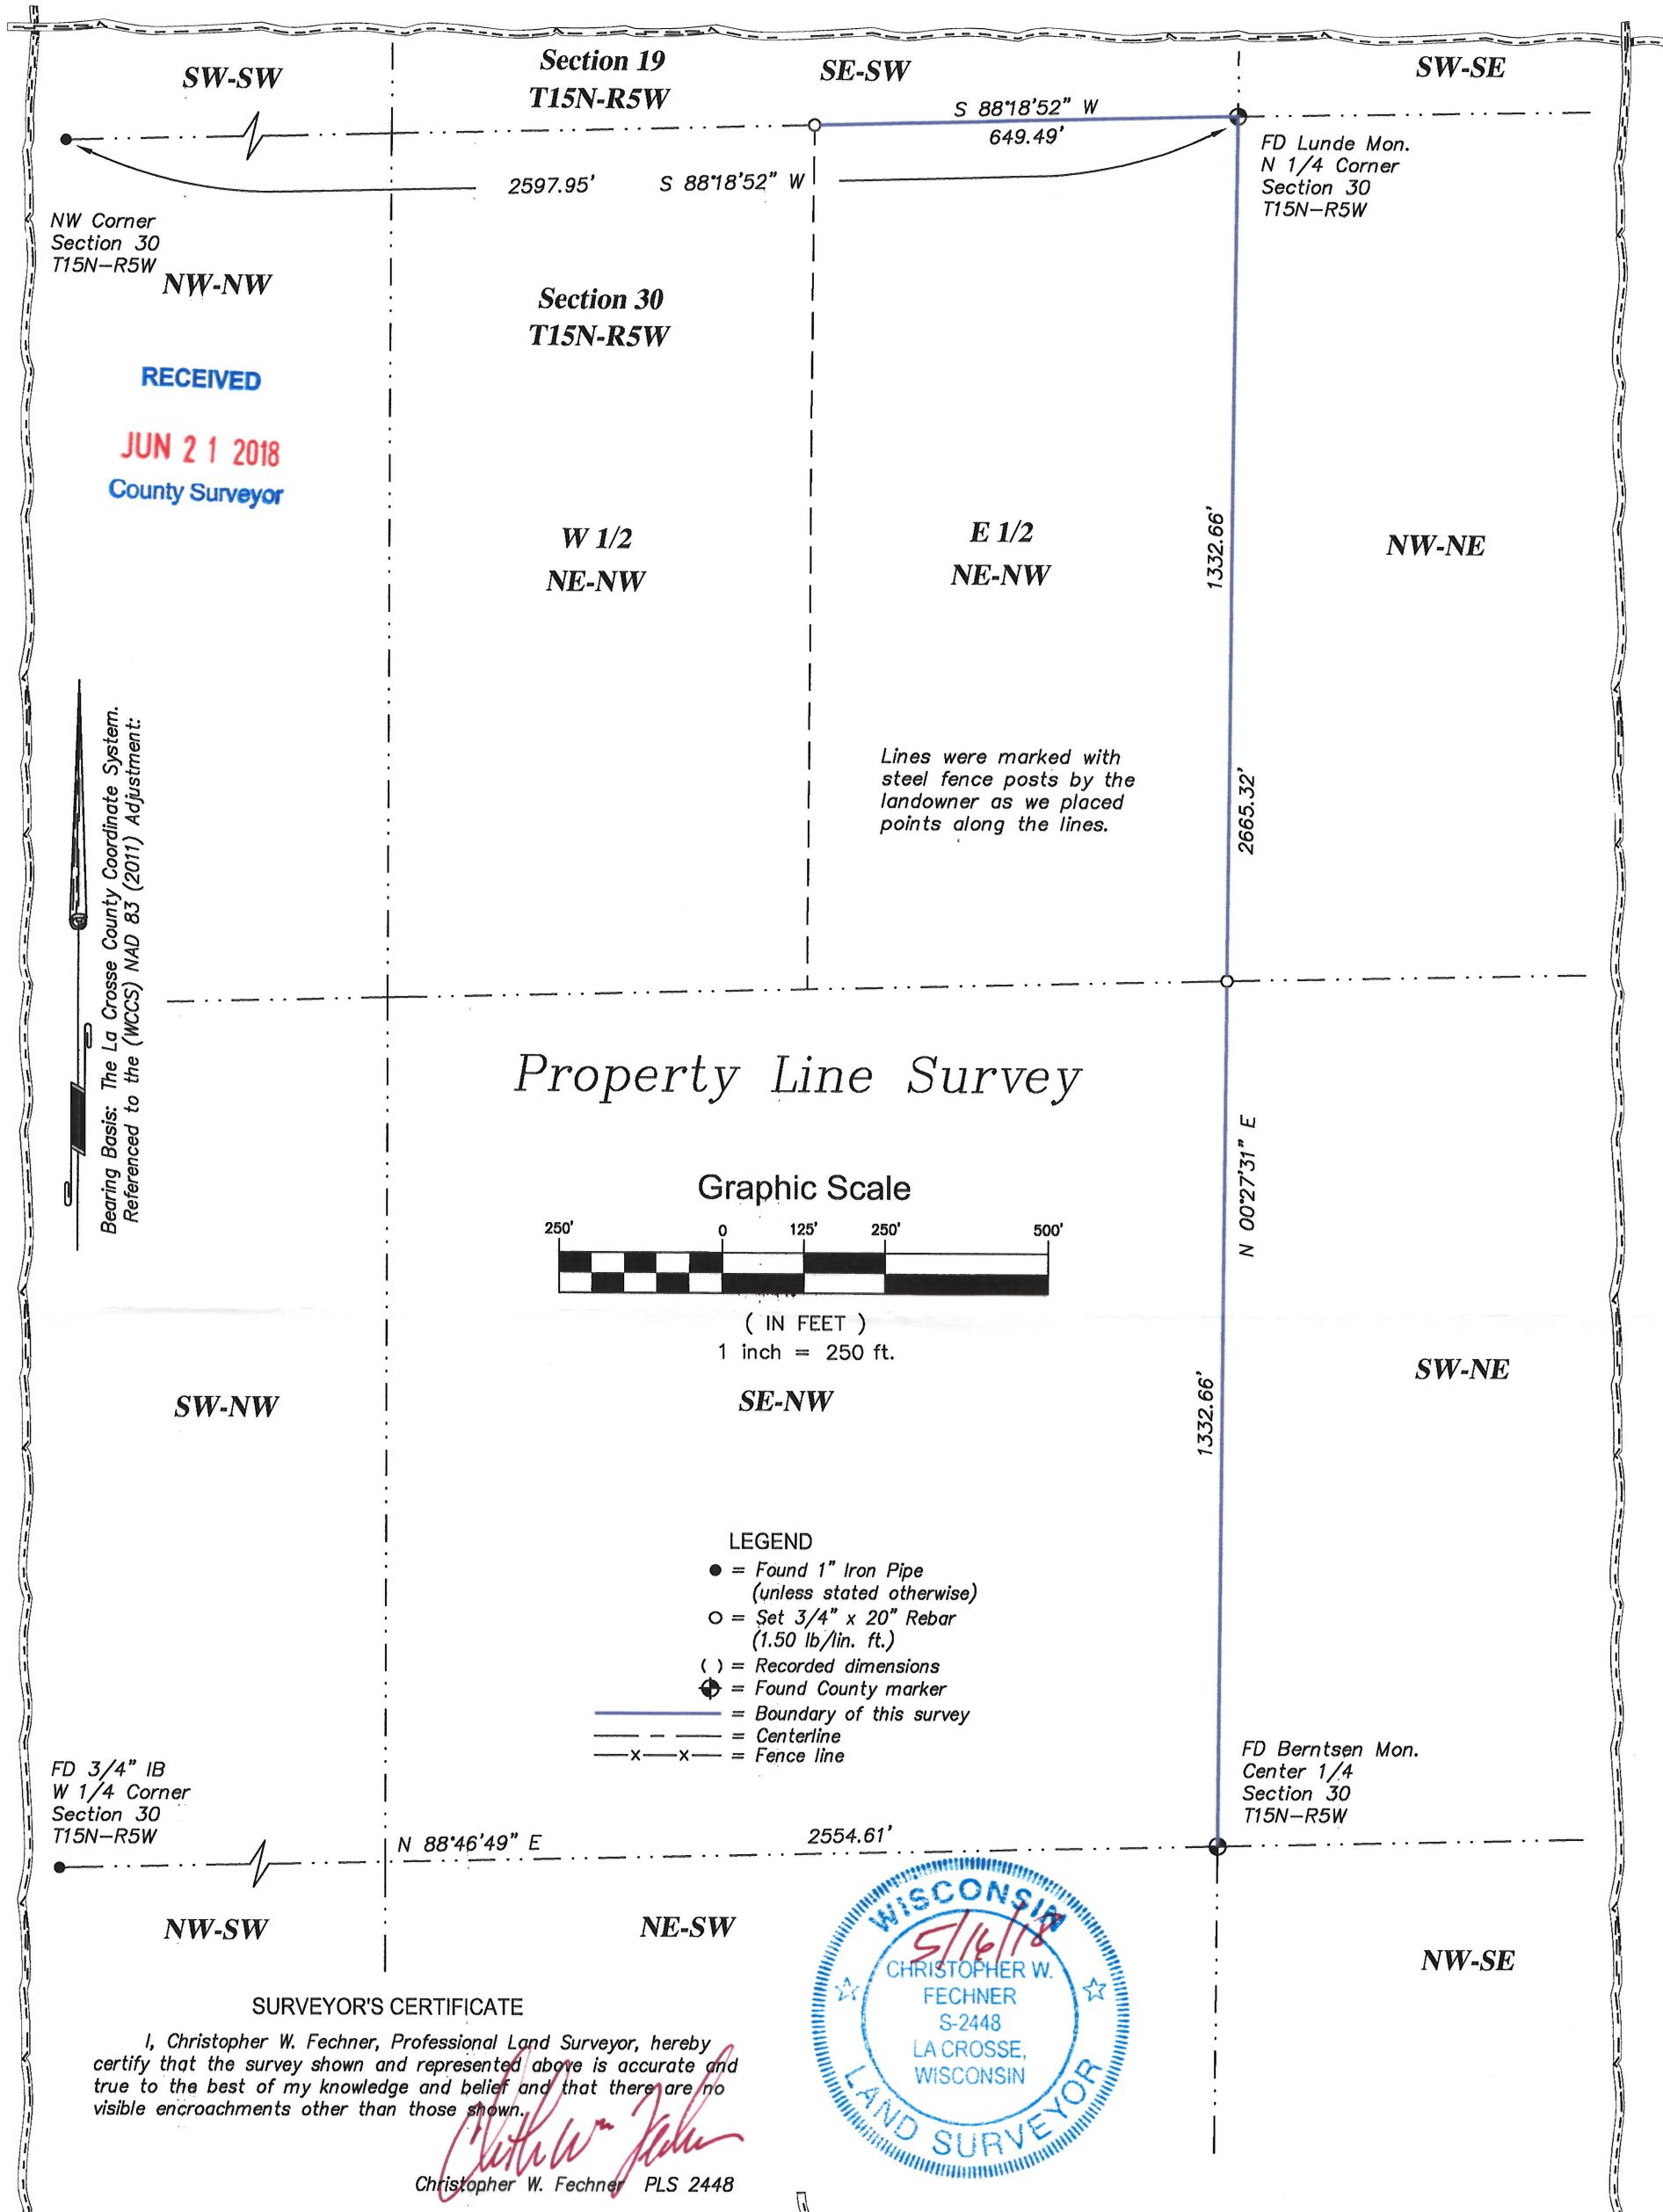 SW-SW
Section 19
T15N-R5W
SE-SW
SW-SE
S 88°18'52" W
649.49'
FD Lunde Mon.
N 1/4 Corner
Section 30
T15N-R5W
2597.95' S 88°18'52" W
NW Corner
Section 30
T15N-R5W
NW-NW
Section 30
T15N-R5W
RECEIVED
JUN 21 2018
County Surveyor
W 1/2
NE-NW
E 1/2
NE-NW
1332.66'
NW-NE
Lines were marked with
steel fence posts by the
landowner as we placed
points along the lines.
2665.32'
Bearing Basis: The La Crosse County Coordinate System.
Referenced to the (WCCS) NAD 83 (2011) Adjustment:
Property Line Survey
N 00°27'31" E
Graphic Scale
250' 0 125' 250' 500'
( IN FEET )
1 inch = 250 ft.
SW-NW
SE-NW
1332.66'
SW-NE
LEGEND
● = Found 1" Iron Pipe
(unless stated otherwise)
○ = Set 3/4" x 20" Rebar
(1.50 lb/lin. ft.)
( ) = Recorded dimensions
= Found County marker
= Boundary of this survey
= Centerline
x x = Fence line
FD 3/4" IB
W 1/4 Corner
Section 30
T15N-R5W
FD Berntsen Mon.
Center 1/4
Section 30
T15N-R5W
N 88°46'49" E 2554.61'
NW-SW
NE-SW
NW-SE
WISCONSIN
5/16/18
CHRISTOPHER W.
FECHNER
S-2448
LA CROSSE,
WISCONSIN
LAND SURVEYOR
SURVEYOR'S CERTIFICATE
I, Christopher W. Fechner, Professional Land Surveyor, hereby
certify that the survey shown and represented above is accurate and
true to the best of my knowledge and belief and that there are no
visible encroachments other than those shown.
Christopher W. Fechner PLS 2448